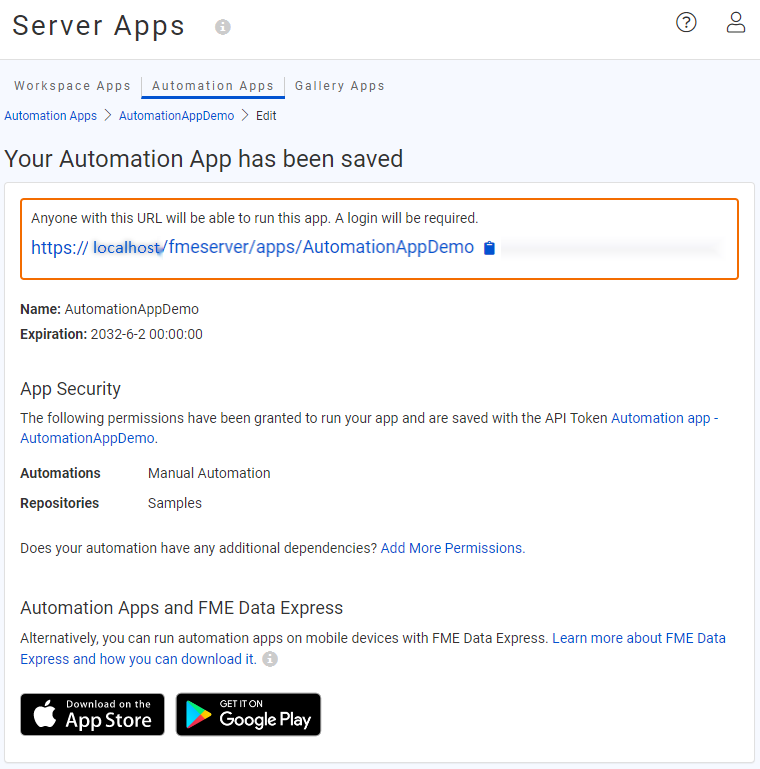 Server Apps
Workspace Apps Automation Apps Gallery Apps
Automation Apps > AutomationAppDemo > Edit
Your Automation App has been saved
Anyone with this URL will be able to run this app. A login will be required.
https:// localhost/fmeserver/apps/AutomationAppDemo
Name: AutomationAppDemo
Expiration: 2032-6-2 00:00:00
App Security
The following permissions have been granted to run your app and are saved with the API Token Automation app -
AutomationAppDemo.
Automations Manual Automation
Repositories Samples
Does your automation have any additional dependencies? Add More Permissions.
Automation Apps and FME Data Express
Alternatively, you can run automation apps on mobile devices with FME Data Express. Learn more about FME Data
Express and how you can download it.
Download on the
App Store
GET IT ON
Google Play